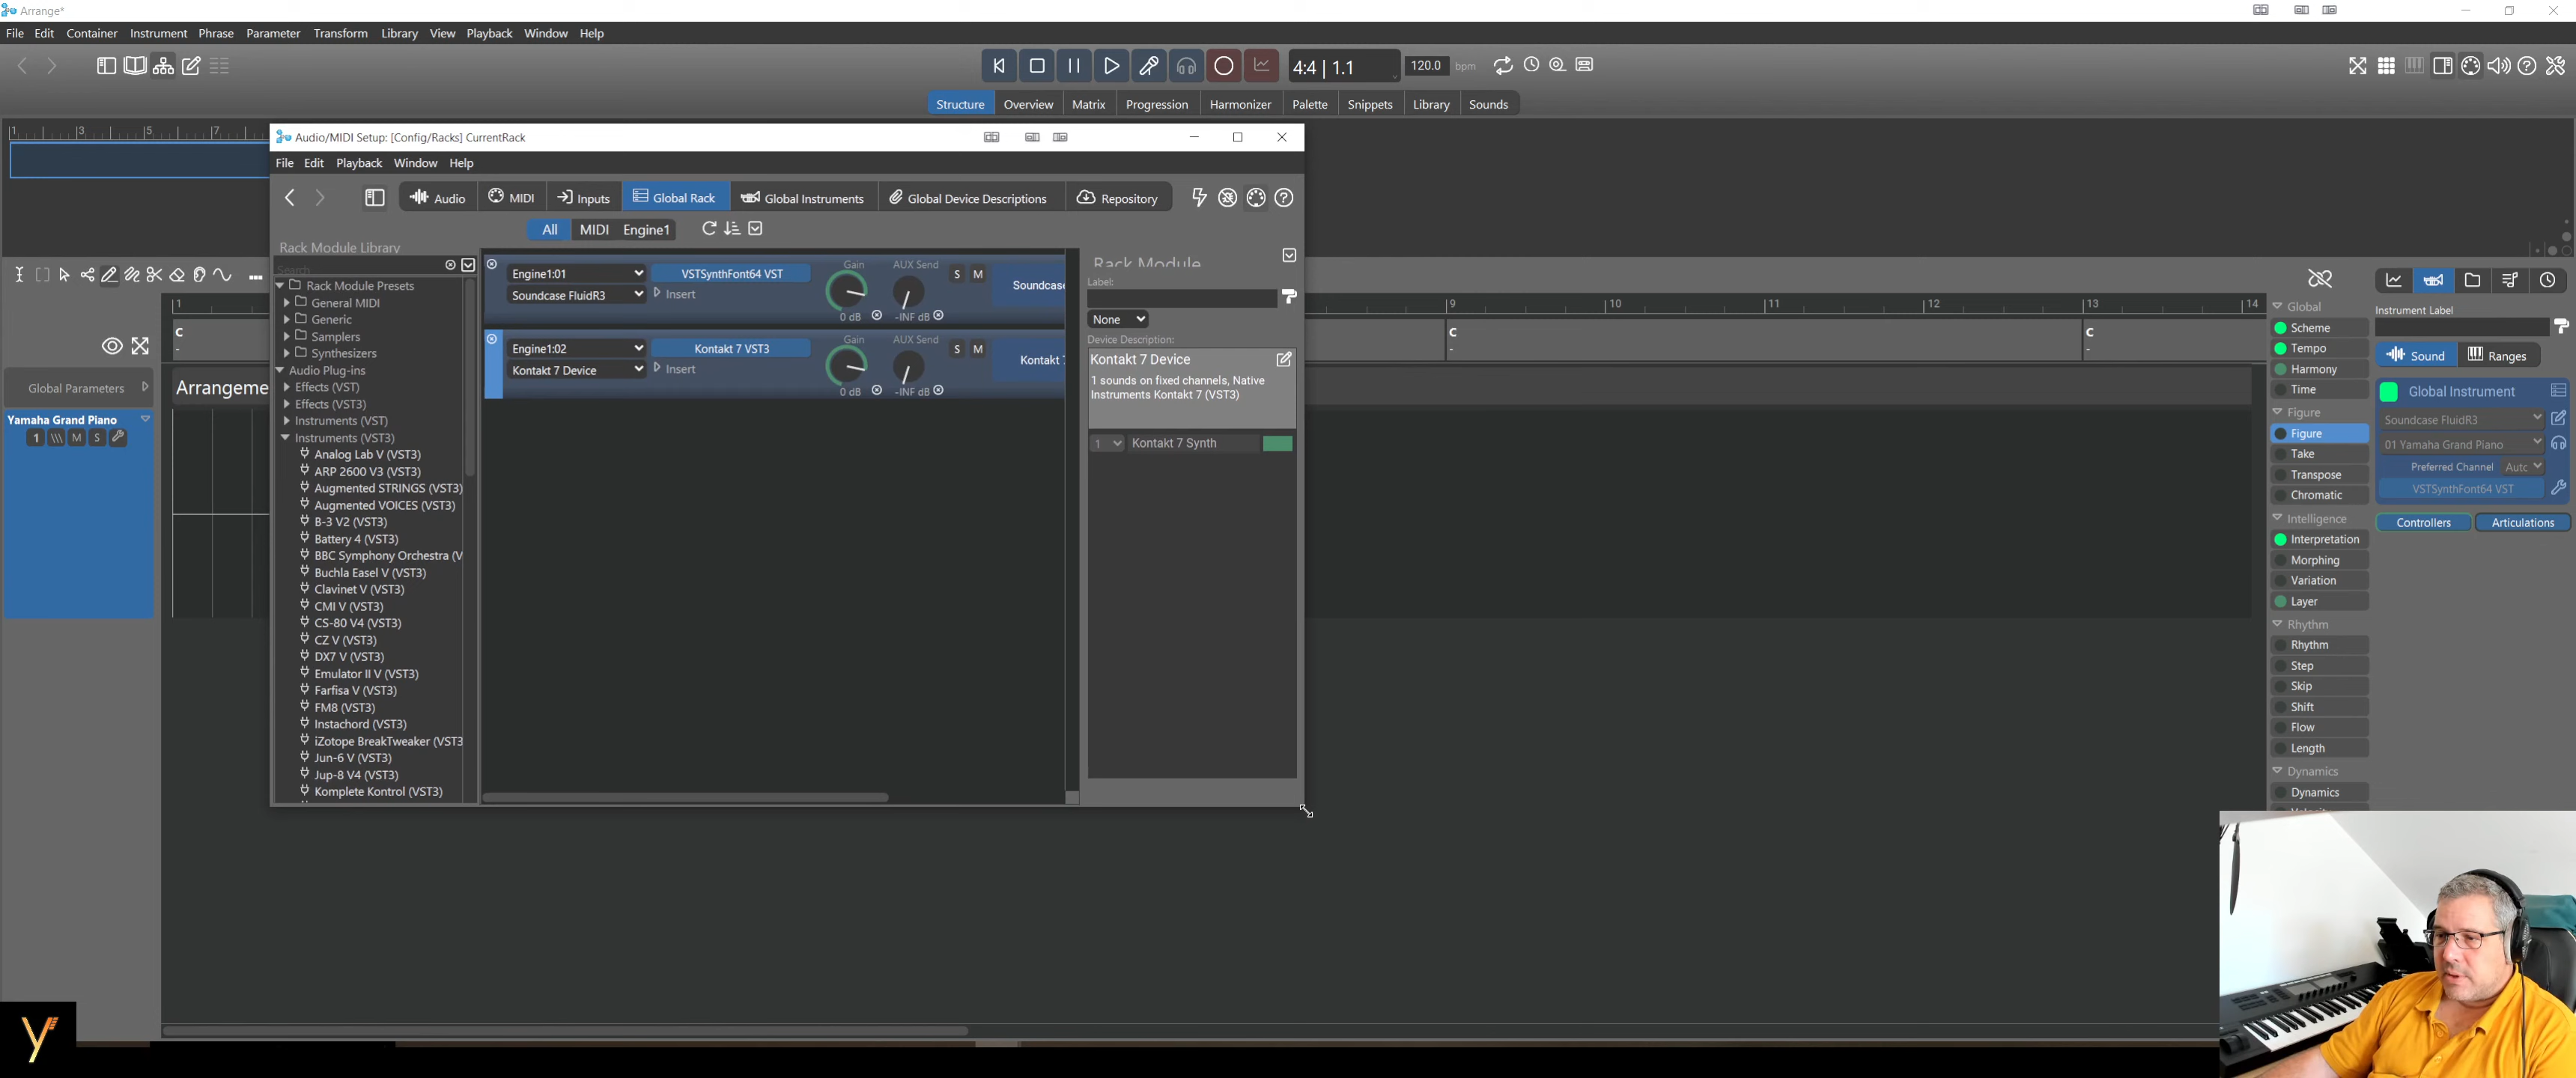 Arrange*
File Edit Container Instrument Phrase Parameter Transform Library View Playback Window Help
4:4 | 1.1 120.0 bpm
Structure Overview Matrix Progression Harmonizer Palette Snippets Library Sounds
1 3 5 7
Audio/MIDI Setup: [Config/Racks] CurrentRack
File Edit Playback Window Help
Audio MIDI Inputs Global Rack Global Instruments Global Device Descriptions Repository
All MIDI Engine1
Rack Module Library
Search
Rack Module Presets
General MIDI
Generic
Samplers
Synthesizers
Audio Plug-ins
Effects (VST)
Effects (VST3)
Instruments (VST)
Instruments (VST3)
Analog Lab V (VST3)
ARP 2600 V3 (VST3)
Augmented STRINGS (VST3)
Augmented VOICES (VST3)
B-3 V2 (VST3)
Battery 4 (VST3)
BBC Symphony Orchestra (V
Buchla Easel V (VST3)
Clavinet V (VST3)
CMI V (VST3)
CS-80 V4 (VST3)
CZ V (VST3)
DX7 V (VST3)
Emulator II V (VST3)
Farfisa V (VST3)
FM8 (VST3)
Instachord (VST3)
iZotope BreakTweaker (VST3
Jun-6 V (VST3)
Jup-8 V4 (VST3)
Komplete Kontrol (VST3)
Engine1:01 VSTSynthFont64 VST Gain AUX Send S M
Soundcase FluidR3 Insert Soundcase
0 dB -INF dB
Engine1:02 Kontakt 7 VST3 Gain AUX Send S M
Kontakt 7 Device Insert Kontakt 7
0 dB -INF dB
Rack Module
Label:
None
Device Description:
Kontakt 7 Device
1 sounds on fixed channels, Native
Instruments Kontakt 7 (VST3)
1 Kontakt 7 Synth
1 9 10 11 12 13 14
C C C
- - -
Global Parameters
Arrangeme
Yamaha Grand Piano
1 M S
Global
Scheme
Tempo
Harmony
Time
Figure
Figure
Take
Transpose
Chromatic
Intelligence
Interpretation
Morphing
Variation
Layer
Rhythm
Rhythm
Step
Skip
Shift
Flow
Length
Dynamics
Dynamics
Instrument Label
Sound Ranges
Global Instrument
Soundcase FluidR3
01 Yamaha Grand Piano
Preferred Channel Autc
VSTSynthFont64 VST
Controllers Articulations